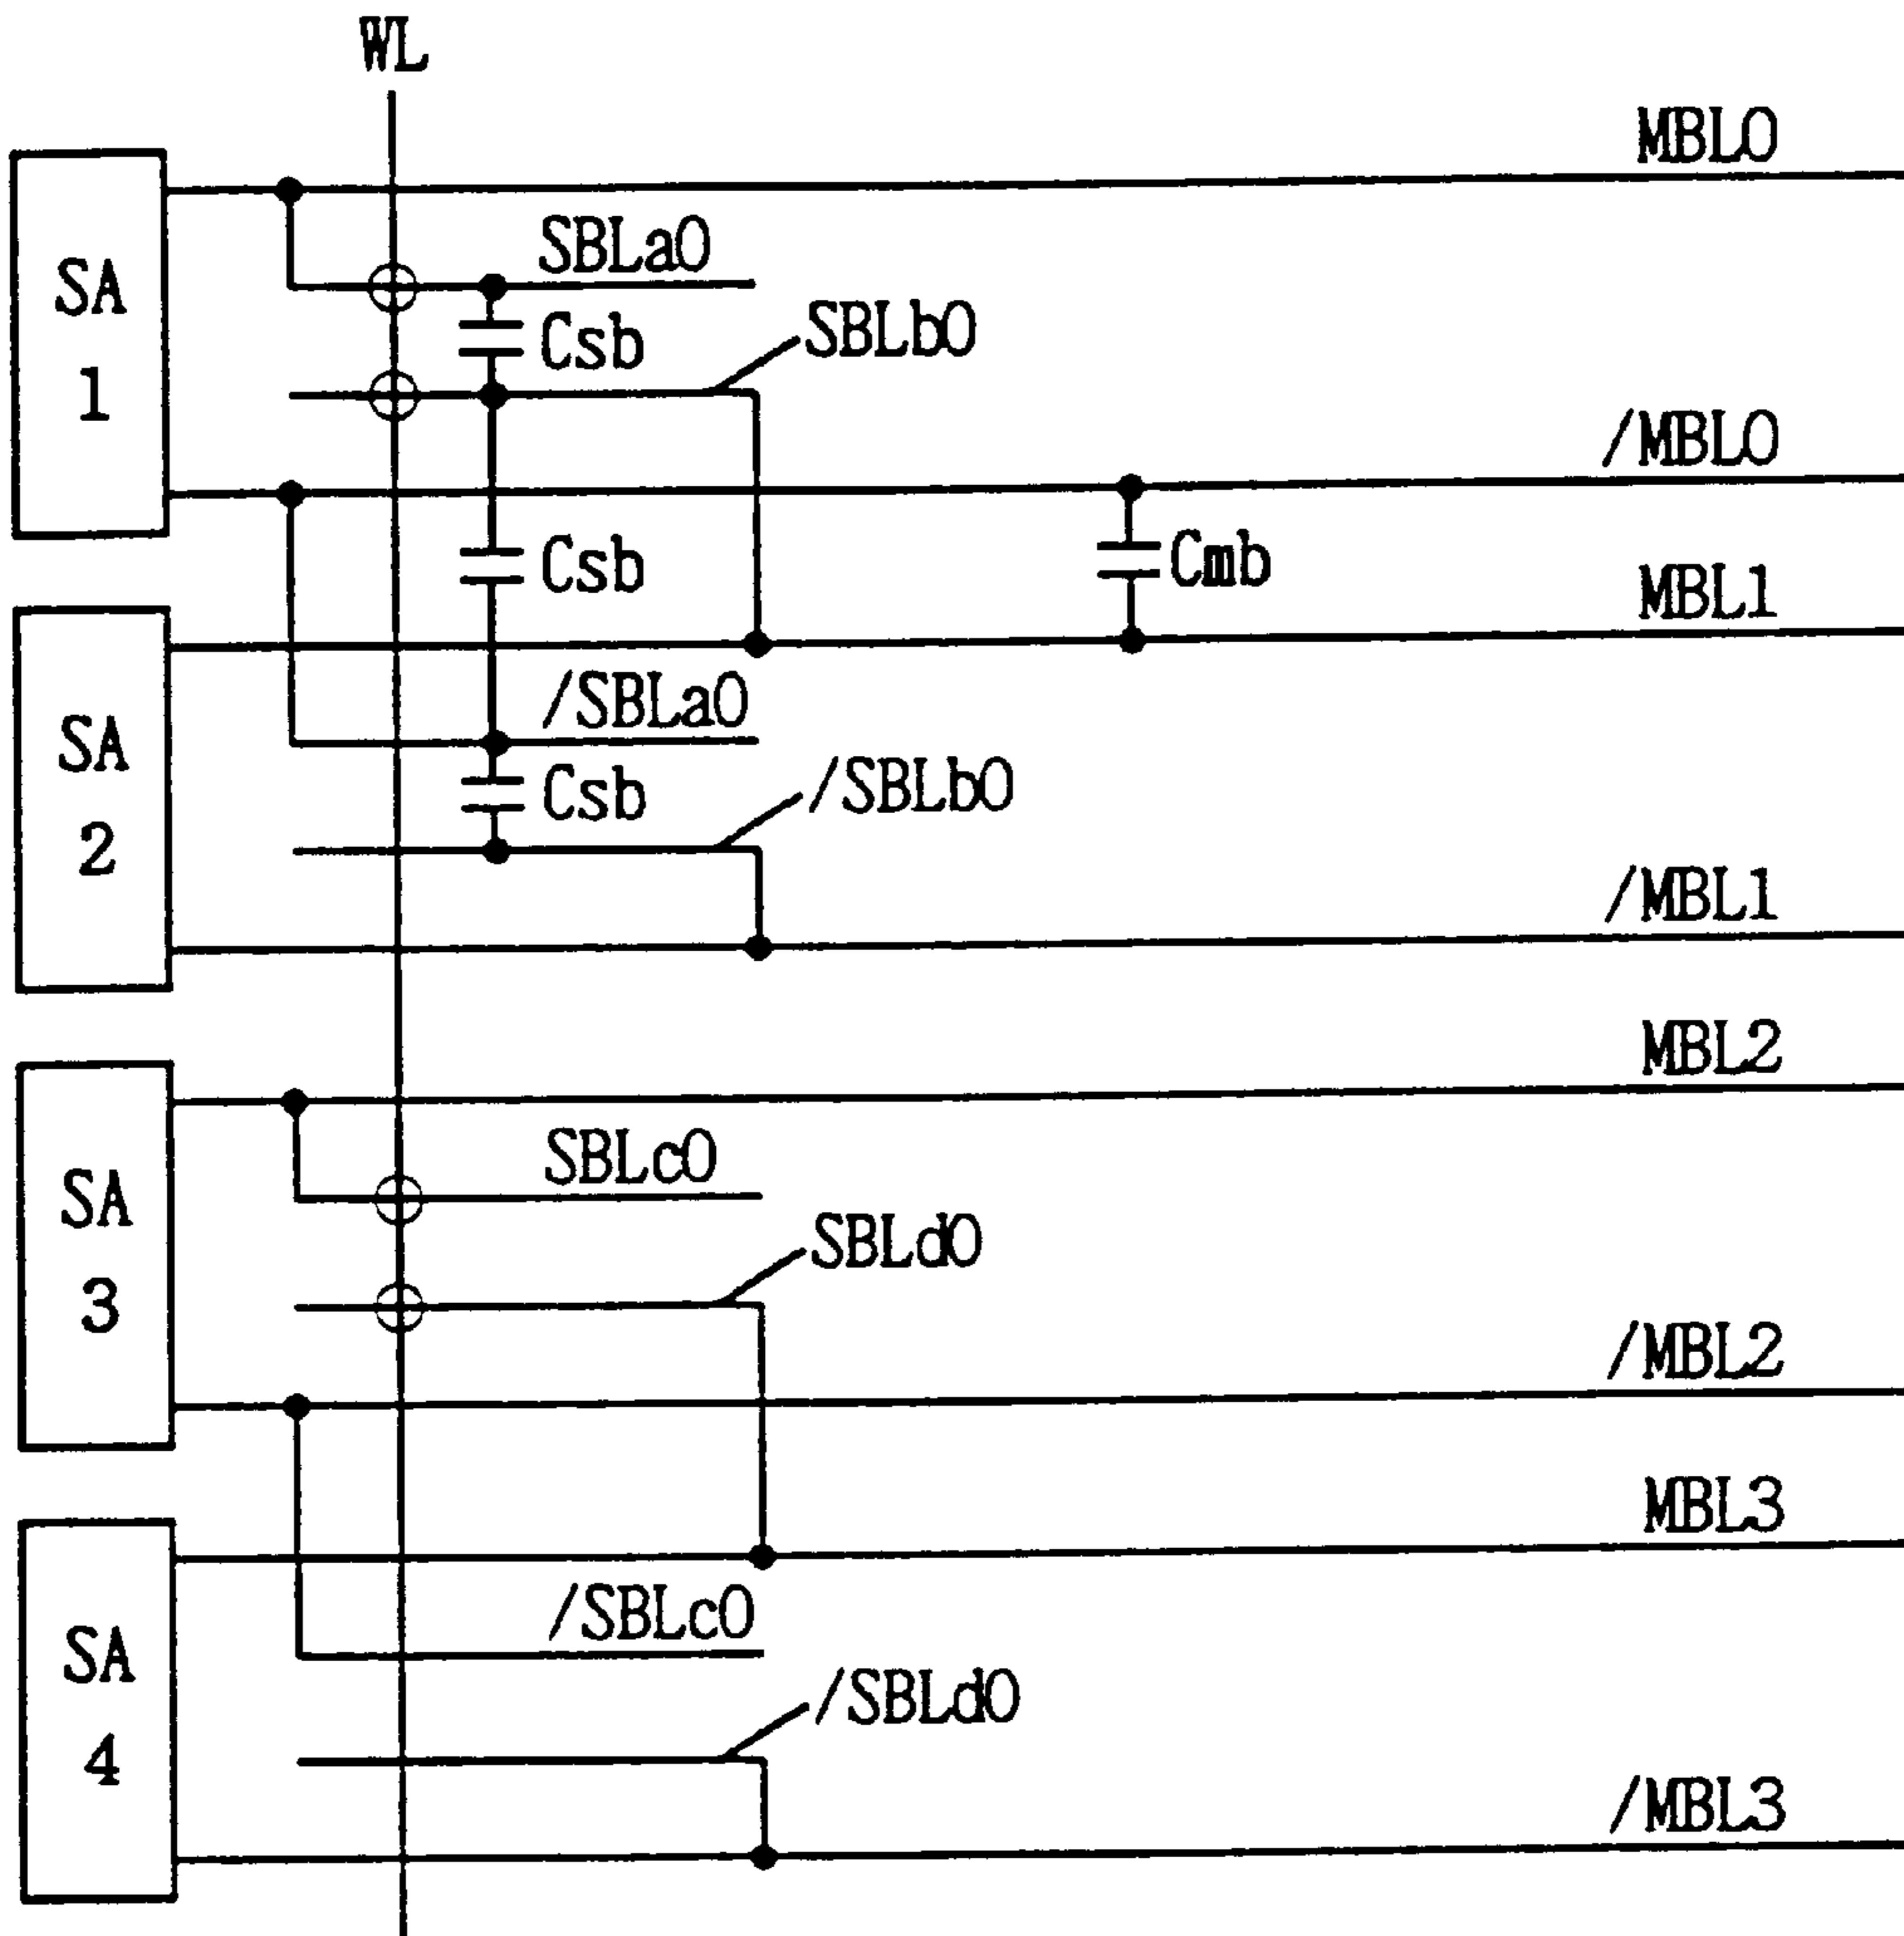 WL
MBL0
SA
1
SBLa0
Csb
SBLb0
/MBL0
Csb
Cmb
MBL1
SA
2
/SBLa0
Csb
/SBLb0
/MBL1
MBL2
SA
3
SBLc0
SBLd0
/MBL2
MBL3
SA
4
/SBLc0
/SBLd0
/MBL3